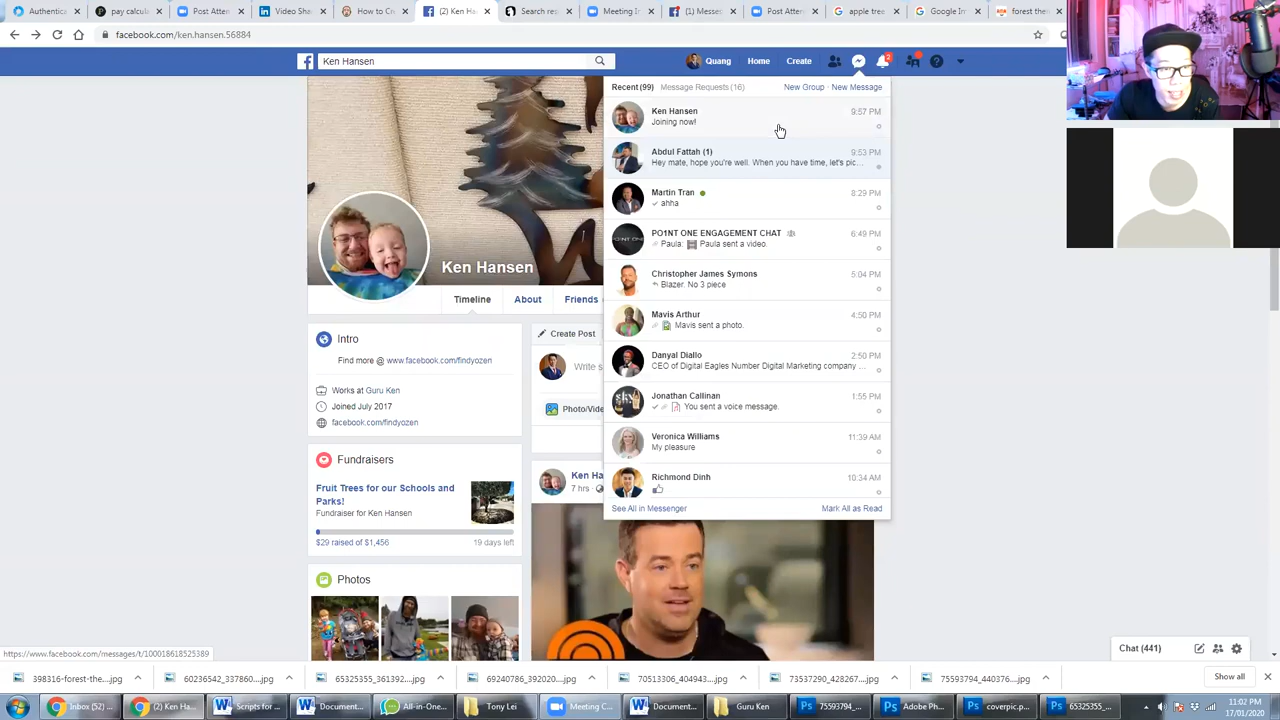 Authentica
Post Atten
Video Sha
How to Cre
(2) Ken H
Search res
Meeting In
(1) Messe
Post Atten
apple trees
Google Im
forest the
pay calcula
facebook.com/ken.hansen.56884
Ken Hansen
Quang
Home
Create
2
Recent (99)
Message Requests (16)
New Group · New Message
Ken Hansen
9:57 PM
Joining now!
Abdul Fattah (1)
9:53 PM
Hey mate, hope you're well. When you have time, let's pic...
Martin Tran
8:29 PM
ahha
PO1NT ONE ENGAGEMENT CHAT
6:49 PM
Paula: Paula sent a video.
Christopher James Symons
5:04 PM
Blazer. No 3 piece
Mavis Arthur
4:50 PM
Mavis sent a photo.
Danyal Diallo
2:50 PM
CEO of Digital Eagles Number Digital Marketing company ...
Jonathan Callinan
1:55 PM
You sent a voice message.
Veronica Williams
11:39 AM
My pleasure
Richmond Dinh
10:34 AM
See All in Messenger
Mark All as Read
Ken Hansen
Timeline
About
Friends
Intro
Find more @ www.facebook.com/findyozen
Works at Guru Ken
Joined July 2017
facebook.com/findyozen
Fundraisers
Fruit Trees for our Schools and
Parks!
Fundraiser for Ken Hansen
$29 raised of $1,456
19 days left
Photos
Create Post
Write s
Photo/Vide
Ken Ha
7 hrs ·
Chat (441)
https://www.facebook.com/messages/t/100018618525389
398316-forest-the....jpg
60236542_337860....jpg
65325355_361392....jpg
69240786_392020....jpg
70513306_404943....jpg
73537290_428267....jpg
75593794_440376....jpg
Show all
Inbox (52) ...
(2) Ken Ha...
Scripts for ...
Document...
All-in-One...
Tony Lei
Meeting C...
Document...
Guru Ken
75593794_...
Adobe Ph...
coverpic.p...
65325355_...
11:02 PM
17/01/2020